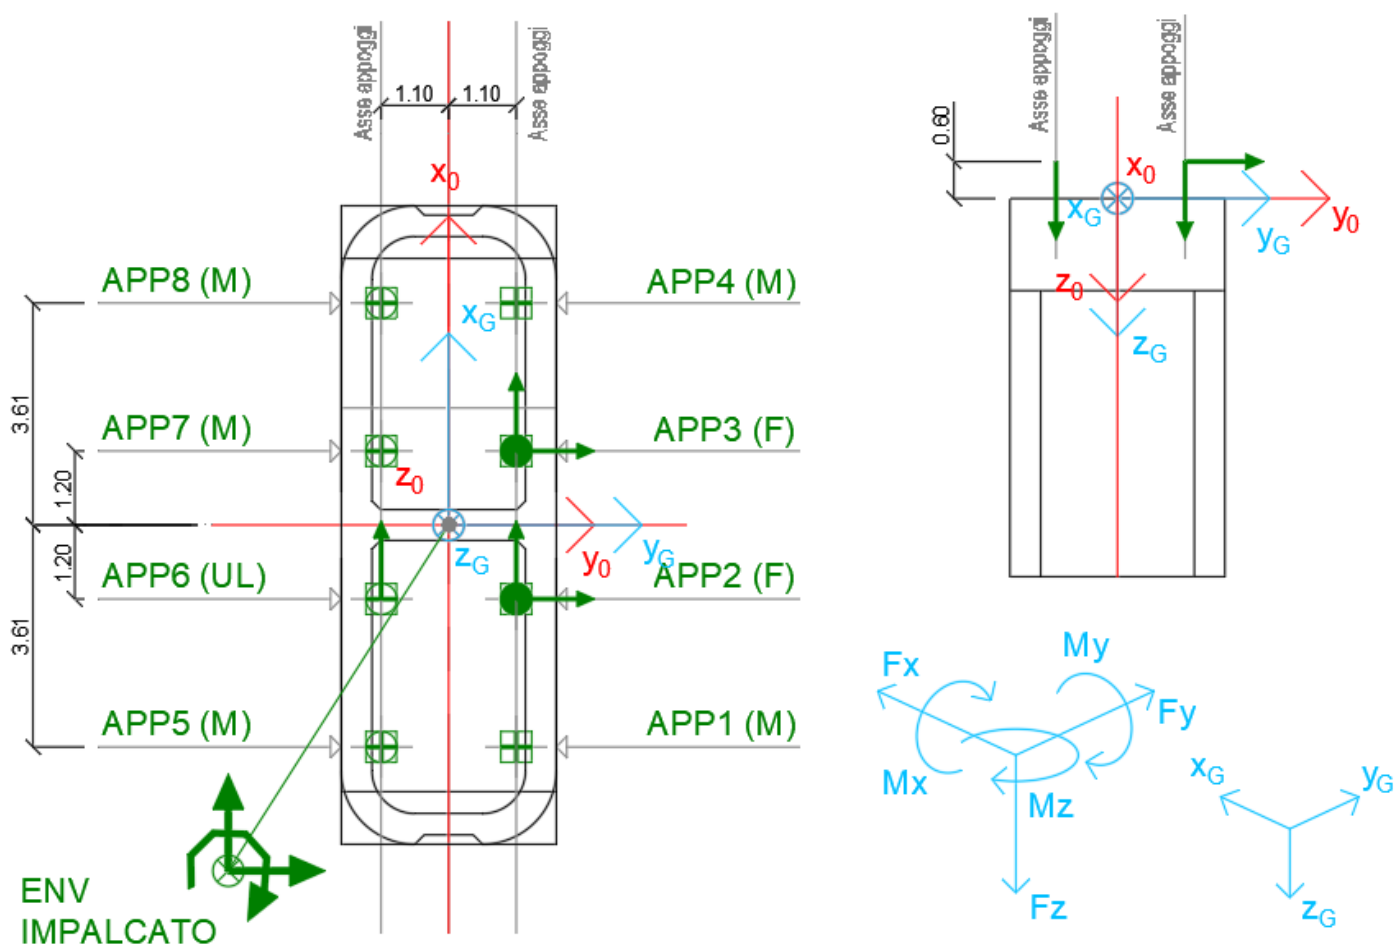 Asse appoggi
Asse appoggi
1.10
1.10
x0
APP8 (M)
APP4 (M)
xG
3.61
APP7 (M)
APP3 (F)
1.20
z0
zG
y0
yG
1.20
APP6 (UL)
APP2 (F)
3.61
APP5 (M)
APP1 (M)
ENV
IMPALCATO
Asse appoggi
Asse appoggi
0.60
x0
xG
yG
y0
z0
zG
Fx
My
Fy
Mx
Mz
Fz
xG
yG
zG